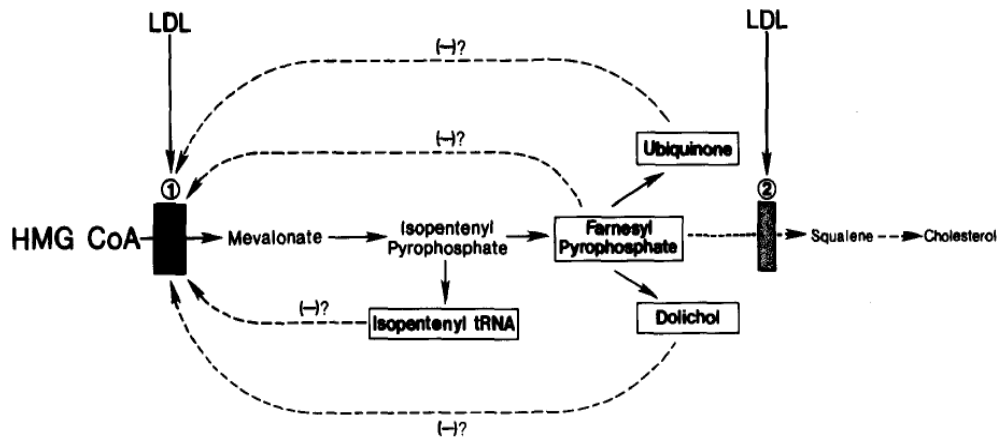 LDL
LDL
(−)?
(−)?
Ubiquinone
①
②
HMG CoA
Mevalonate
Isopentenyl
Pyrophosphate
Farnesyl
Pyrophosphate
Squalene
Cholesterol
(−)?
Isopentenyl tRNA
Dolichol
(−)?